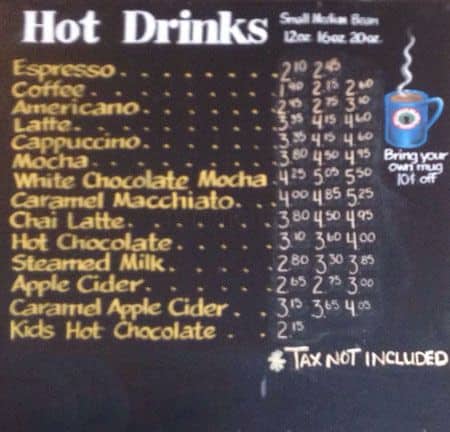 Hot Drinks Small Medium Beam
12oz 16oz 20oz
Espresso 2.10 2.45
Coffee 1.90 2.15 2.60
Americano 2.45 2.75 3.10
Latte 3.35 4.15 4.60
Cappuccino 3.35 4.15 4.60
Mocha 3.80 4.50 4.95
White Chocolate Mocha 4.25 5.05 5.50
Caramel Macchiato 4.00 4.85 5.25
Chai Latte 3.80 4.50 4.95
Hot Chocolate 3.10 3.60 4.00
Steamed Milk 2.80 3.30 3.85
Apple Cider 2.65 2.75 3.00
Caramel Apple Cider 3.15 3.65 4.05
Kids Hot Chocolate 2.15
Bring your
own mug
10¢ off
* TAX NOT INCLUDED